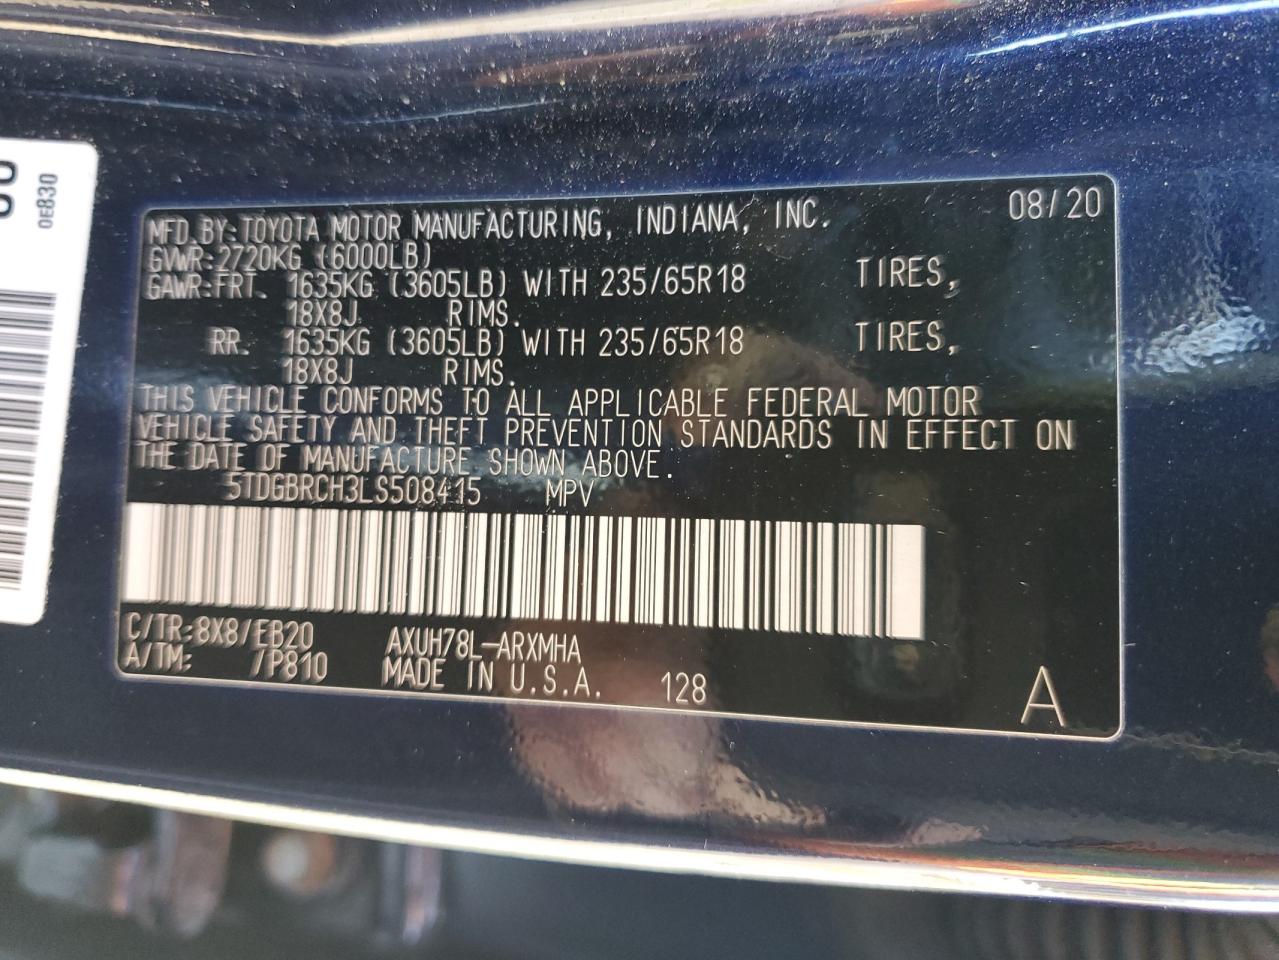 0EB30
MFD.BY:TOYOTA MOTOR MANUFACTURING, INDIANA, INC. 08/20
GVWR:2720KG (6000LB)
GAWR:FRT. 1635KG (3605LB) WITH 235/65R18 TIRES,
18X8J RIMS.
RR. 1635KG (3605LB) WITH 235/65R18 TIRES,
18X8J RIMS.
THIS VEHICLE CONFORMS TO ALL APPLICABLE FEDERAL MOTOR
VEHICLE SAFETY AND THEFT PREVENTION STANDARDS IN EFFECT ON
THE DATE OF MANUFACTURE SHOWN ABOVE.
5TDGBRCH3LS508415 MPV
C/TR:8X8/EB20 AXUH78L-ARXMHA
A/TM: /P810 MADE IN U.S.A. 128 A